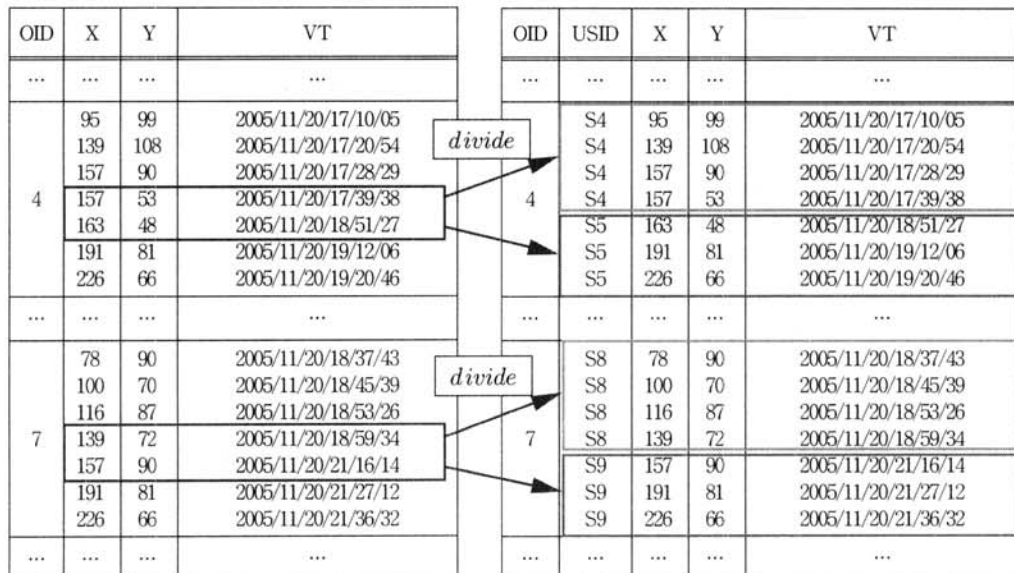 OID X Y VT
... ... ... ...
95 99 2005/11/20/17/10/05
139 108 2005/11/20/17/20/54
157 90 2005/11/20/17/28/29
4 157 53 2005/11/20/17/39/38
163 48 2005/11/20/18/51/27
191 81 2005/11/20/19/12/06
226 66 2005/11/20/19/20/46
... ... ... ...
78 90 2005/11/20/18/37/43
100 70 2005/11/20/18/45/39
116 87 2005/11/20/18/53/26
7 139 72 2005/11/20/18/59/34
157 90 2005/11/20/21/16/14
191 81 2005/11/20/21/27/12
226 66 2005/11/20/21/36/32
... ... ... ...
divide
divide
OID USID X Y VT
... ... ... ... ...
S4 95 99 2005/11/20/17/10/05
S4 139 108 2005/11/20/17/20/54
S4 157 90 2005/11/20/17/28/29
4 S4 157 53 2005/11/20/17/39/38
S5 163 48 2005/11/20/18/51/27
S5 191 81 2005/11/20/19/12/06
S5 226 66 2005/11/20/19/20/46
... ... ... ... ...
S8 78 90 2005/11/20/18/37/43
S8 100 70 2005/11/20/18/45/39
S8 116 87 2005/11/20/18/53/26
7 S8 139 72 2005/11/20/18/59/34
S9 157 90 2005/11/20/21/16/14
S9 191 81 2005/11/20/21/27/12
S9 226 66 2005/11/20/21/36/32
... ... ... ... ...